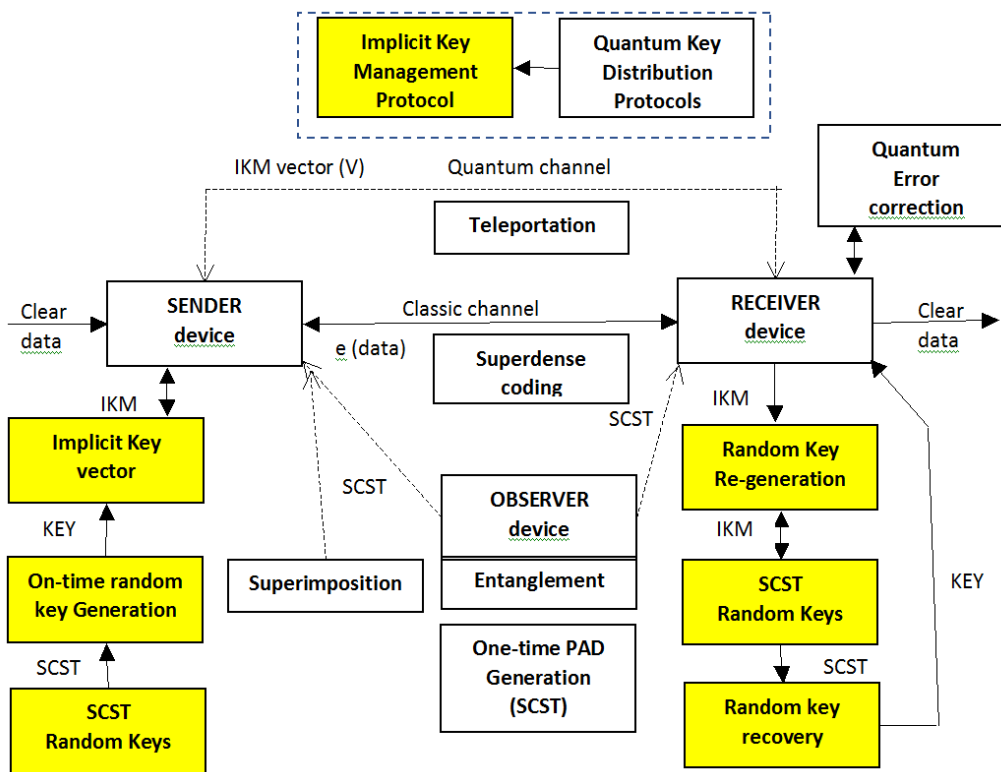 Implicit Key
Management
Protocol
Quantum Key
Distribution
Protocols
Quantum
Error
correction
IKM vector (V)
Quantum channel
Teleportation
Clear
data
SENDER
device
Classic channel
e (data)
RECEIVER
device
Clear
data
Superdense
coding
IKM
SCST
IKM
Implicit Key
vector
SCST
Random Key
Re-generation
OBSERVER
device
KEY
IKM
On-time random
key Generation
Superimposition
Entanglement
SCST
Random Keys
KEY
One-time PAD
Generation
(SCST)
SCST
SCST
SCST
Random Keys
Random key
recovery